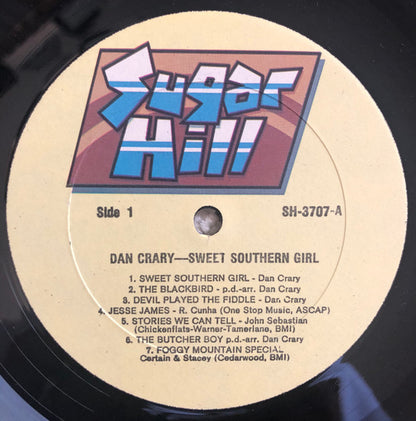 Sugar
Hill
Side 1
SH-3707-A
DAN CRARY—SWEET SOUTHERN GIRL
1. SWEET SOUTHERN GIRL - Dan Crary
2. THE BLACKBIRD - p.d.-arr. Dan Crary
3. DEVIL PLAYED THE FIDDLE - Dan Crary
4. JESSE JAMES - R. Cunha (One Stop Music, ASCAP)
5. STORIES WE CAN TELL - John Sebastian
(Chickenflats-Warner-Tamerlane, BMI)
6. THE BUTCHER BOY p.d.-arr. Dan Crary
7. FOGGY MOUNTAIN SPECIAL
Certain & Stacey (Cedarwood, BMI)